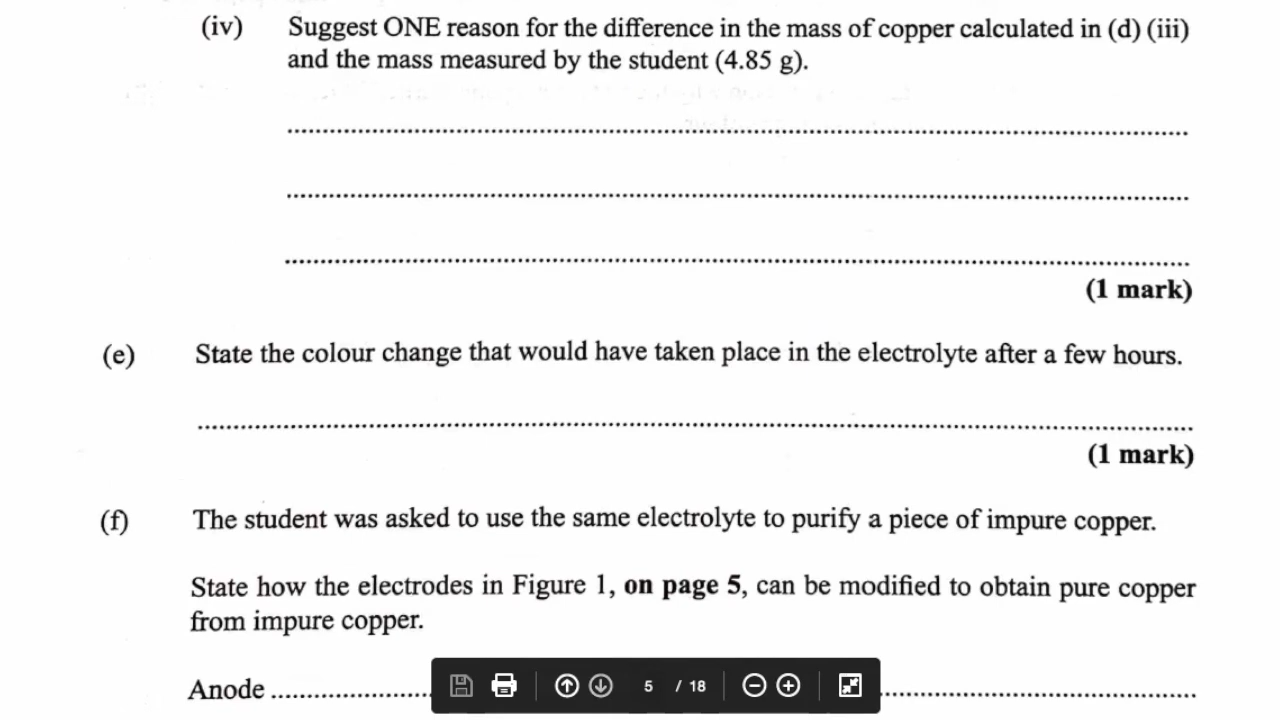 (iv) Suggest ONE reason for the difference in the mass of copper calculated in (d) (iii)
and the mass measured by the student (4.85 g).
(1 mark)
(e) State the colour change that would have taken place in the electrolyte after a few hours.
(1 mark)
(f) The student was asked to use the same electrolyte to purify a piece of impure copper.
State how the electrodes in Figure 1, on page 5, can be modified to obtain pure copper
from impure copper.
Anode
5 / 18